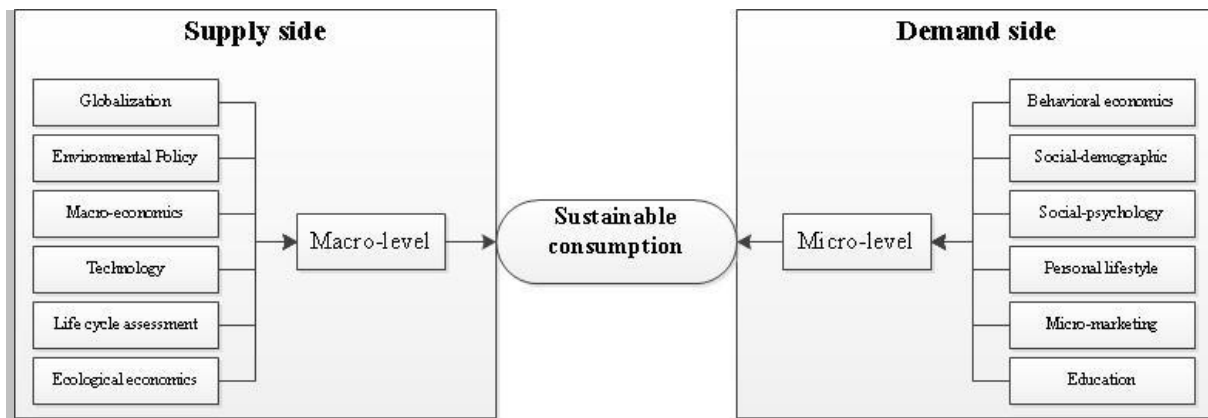 Supply side
Globalization
Environmental Policy
Macro-economics
Technology
Life cycle assessment
Ecological economics
Macro-level
Sustainable
consumption
Demand side
Micro-level
Behavioral economics
Social-demographic
Social-psychology
Personal lifestyle
Micro-marketing
Education